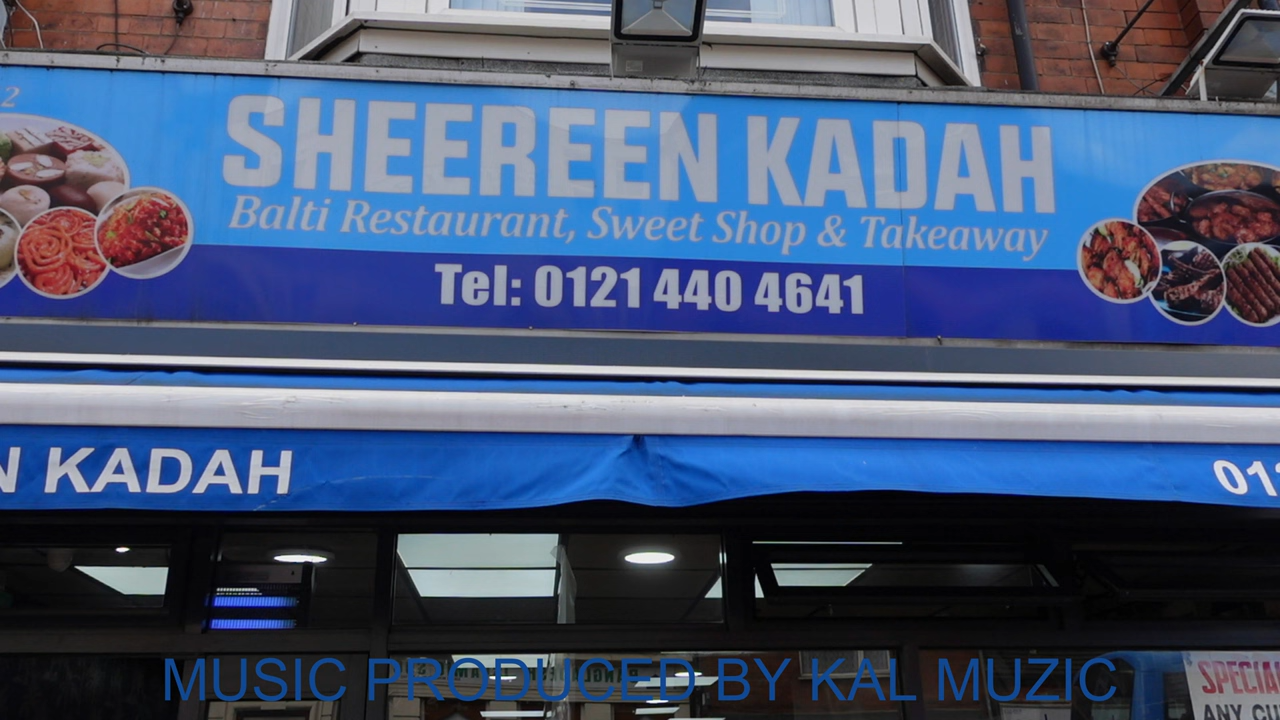 2
SHEEREEN KADAH
Balti Restaurant, Sweet Shop & Takeaway
Tel: 0121 440 4641
N KADAH
012
MUSIC PRODUCED BY KAL MUZIC
SPECIA
ANY CU